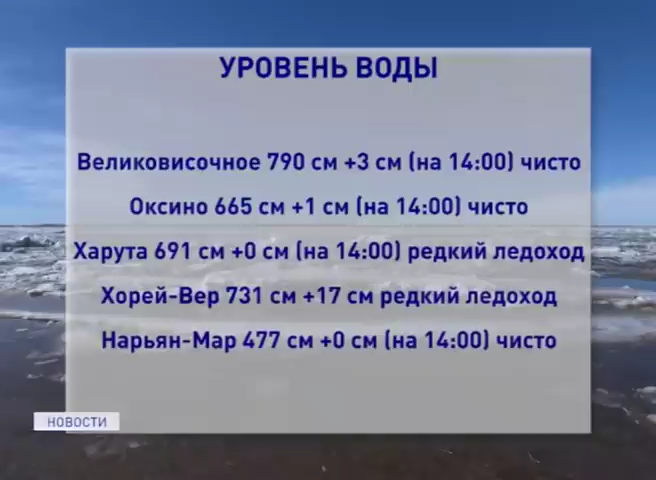 УРОВЕНЬ ВОДЫ
Великовисочное 790 см +3 см (на 14:00) чисто
Оксино 665 см +1 см (на 14:00) чисто
Харута 691 см +0 см (на 14:00) редкий ледоход
Хорей-Вер 731 см +17 см редкий ледоход
Нарьян-Мар 477 см +0 см (на 14:00) чисто
НОВОСТИ